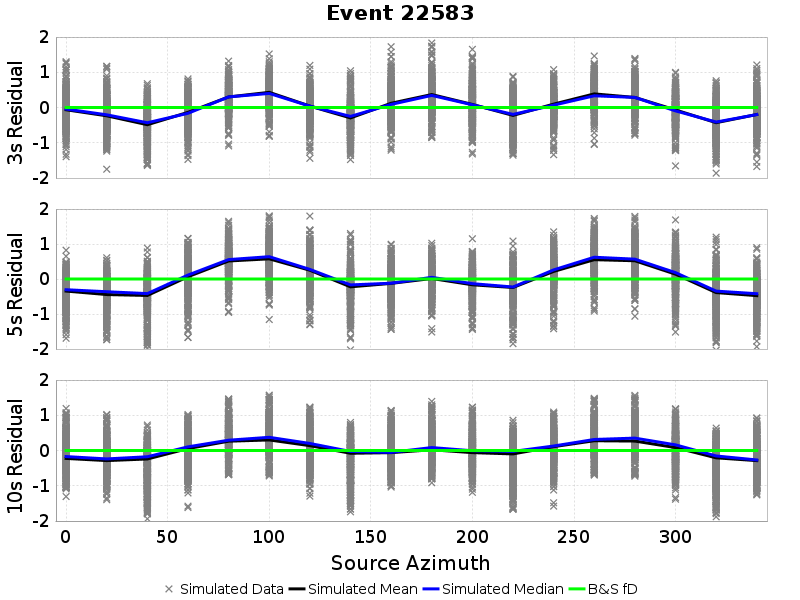 Event 22583
3s Residual
2
1
0
-1
-2
5s Residual
2
1
0
-1
-2
10s Residual
2
1
0
-1
-2
0 50 100 150 200 250 300
Source Azimuth
Simulated Data Simulated Mean Simulated Median B&S fD